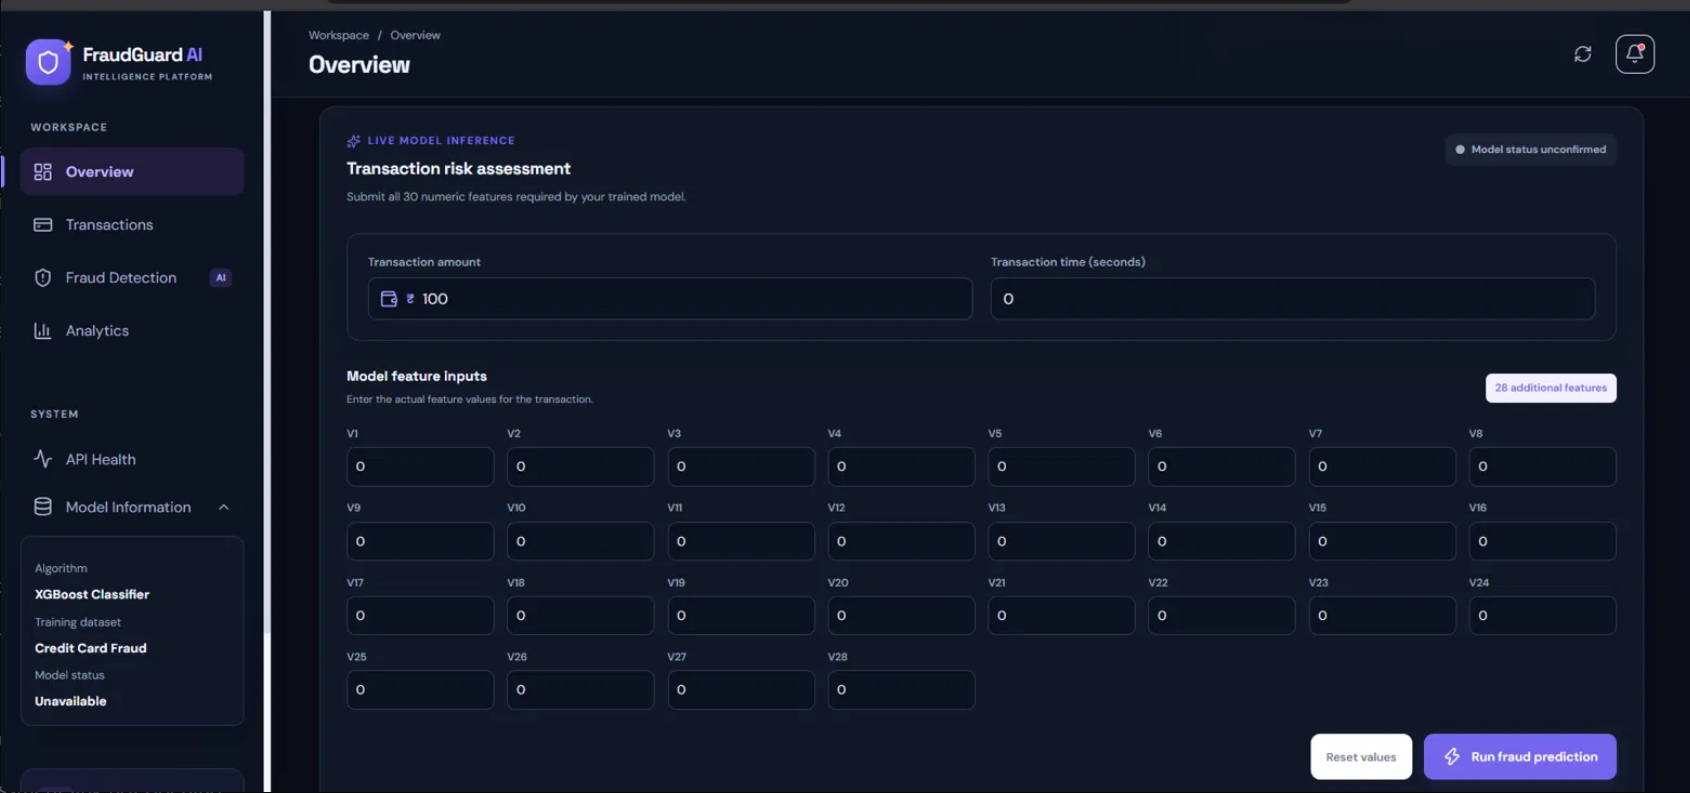 FraudGuard AI
INTELLIGENCE PLATFORM
WORKSPACE
Overview
Transactions
Fraud Detection AI
Analytics
SYSTEM
API Health
Model Information
Algorithm
XGBoost Classifier
Training dataset
Credit Card Fraud
Model status
Unavailable
Workspace / Overview
Overview
LIVE MODEL INFERENCE
Transaction risk assessment
Submit all 30 numeric features required by your trained model.
Model status unconfirmed
Transaction amount
₹ 100
Transaction time (seconds)
0
Model feature inputs
Enter the actual feature values for the transaction.
28 additional features
V1 V2 V3 V4 V5 V6 V7 V8
0 0 0 0 0 0 0 0
V9 V10 V11 V12 V13 V14 V15 V16
0 0 0 0 0 0 0 0
V17 V18 V19 V20 V21 V22 V23 V24
0 0 0 0 0 0 0 0
V25 V26 V27 V28
0 0 0 0
Reset values
Run fraud prediction